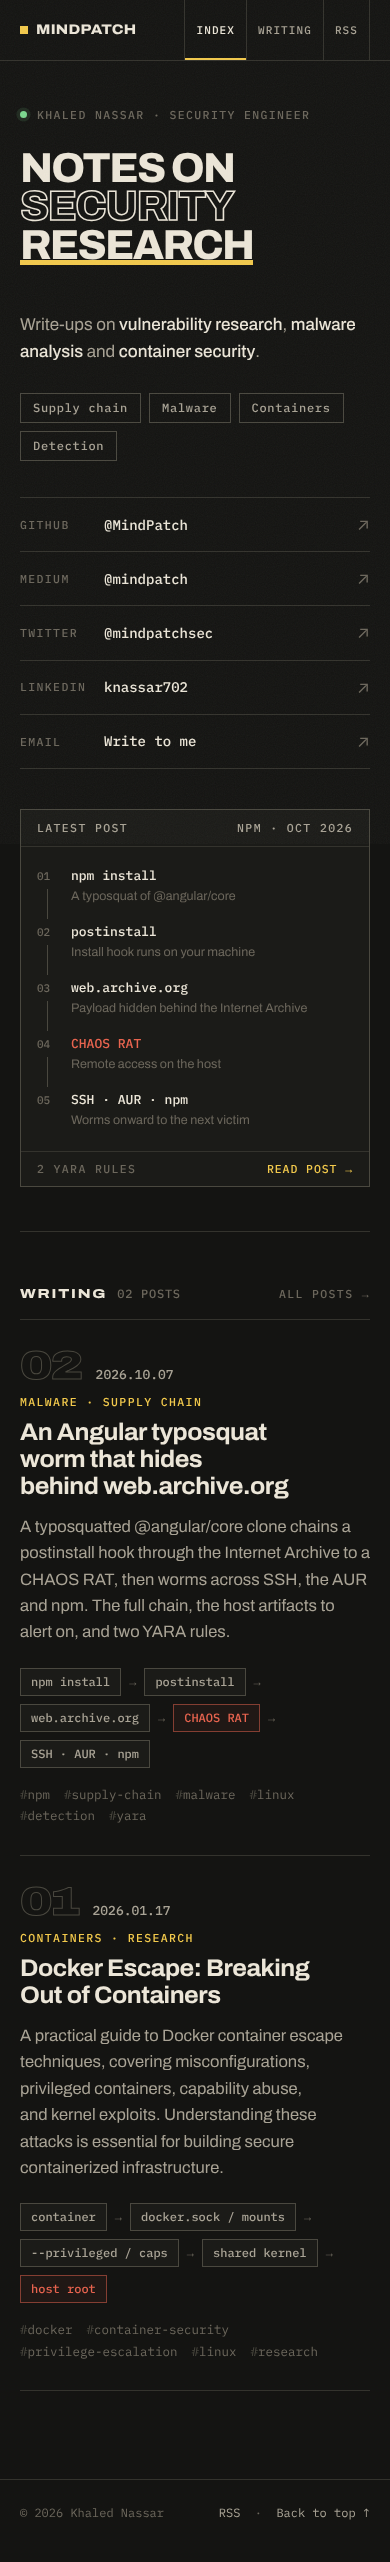 MINDPATCH INDEX WRITING RSS
KHALED NASSAR · SECURITY ENGINEER
NOTES ON
SECURITY
RESEARCH
Write-ups on vulnerability research, malware
analysis and container security.
Supply chain Malware Containers
Detection
GITHUB @MindPatch ↗
MEDIUM @mindpatch ↗
TWITTER @mindpatchsec ↗
LINKEDIN knassar702 ↗
EMAIL Write to me ↗
LATEST POST NPM · OCT 2026
01 npm install
A typosquat of @angular/core
02 postinstall
Install hook runs on your machine
03 web.archive.org
Payload hidden behind the Internet Archive
04 CHAOS RAT
Remote access on the host
05 SSH · AUR · npm
Worms onward to the next victim
2 YARA RULES READ POST →
WRITING 02 POSTS ALL POSTS →
02 2026.10.07
MALWARE · SUPPLY CHAIN
An Angular typosquat
worm that hides
behind web.archive.org
A typosquatted @angular/core clone chains a
postinstall hook through the Internet Archive to a
CHAOS RAT, then worms across SSH, the AUR
and npm. The full chain, the host artifacts to
alert on, and two YARA rules.
npm install → postinstall →
web.archive.org → CHAOS RAT →
SSH · AUR · npm
#npm #supply-chain #malware #linux
#detection #yara
01 2026.01.17
CONTAINERS · RESEARCH
Docker Escape: Breaking
Out of Containers
A practical guide to Docker container escape
techniques, covering misconfigurations,
privileged containers, capability abuse,
and kernel exploits. Understanding these
attacks is essential for building secure
containerized infrastructure.
container → docker.sock / mounts →
--privileged / caps → shared kernel →
host root
#docker #container-security
#privilege-escalation #linux #research
© 2026 Khaled Nassar RSS · Back to top ↑